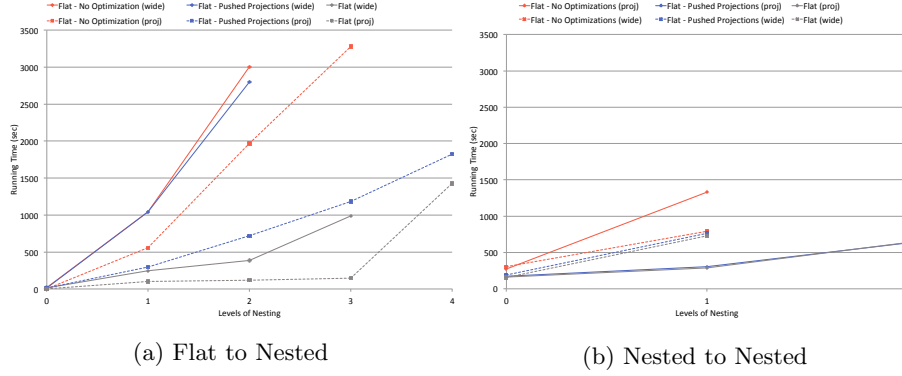 Flat - No Optimization (wide) Flat - Pushed Projections (wide) Flat (wide)
Flat - No Optimization (proj) Flat - Pushed Projections (proj) Flat (proj)
3500
3000
2500
2000
1500
1000
500
0
Running Time (sec)
0 1 2 3 4
Levels of Nesting
(a) Flat to Nested
Flat - No Optimizations (proj) Flat - Pushed Projections (proj) Flat (proj)
Flat - No Optimizations (wide) Flat - Pushed Projections (wide) Flat (wide)
3500
3000
2500
2000
1500
1000
500
0
Running Time (sec)
0 1
Levels of Nesting
(b) Nested to Nested